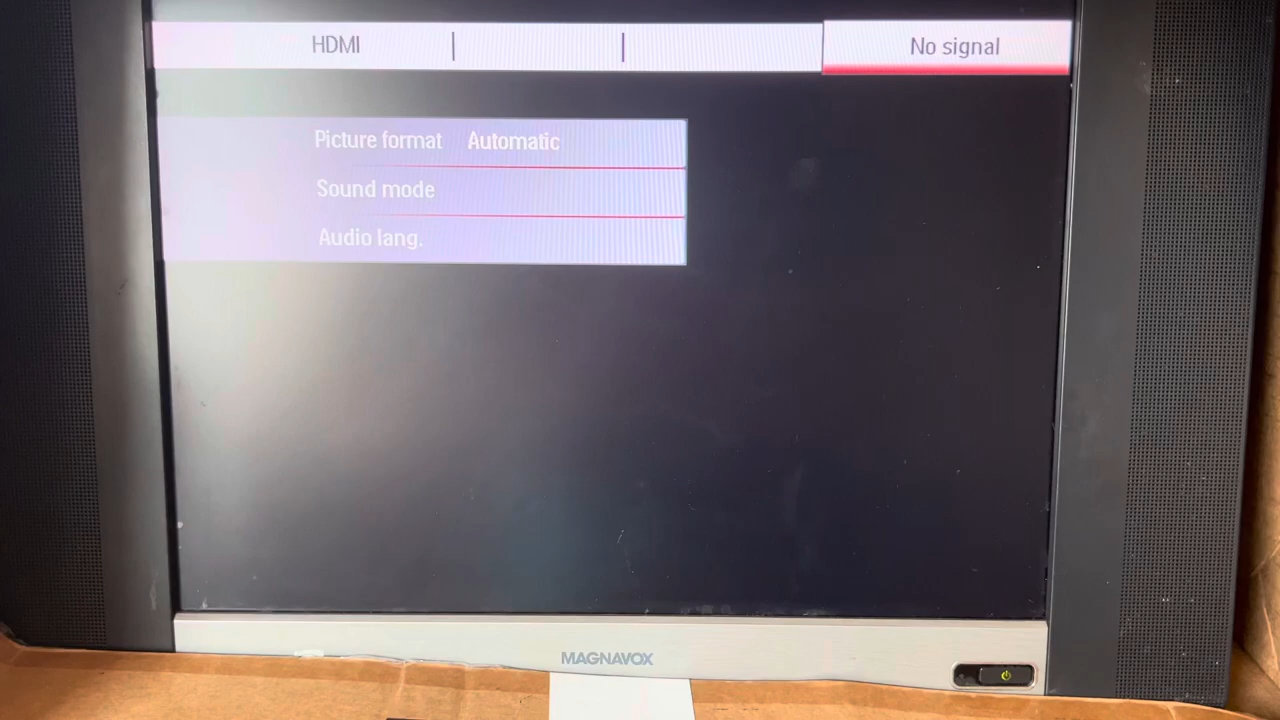 HDMI
No signal
Picture format Automatic
Sound mode
Audio lang.
MAGNAVOX